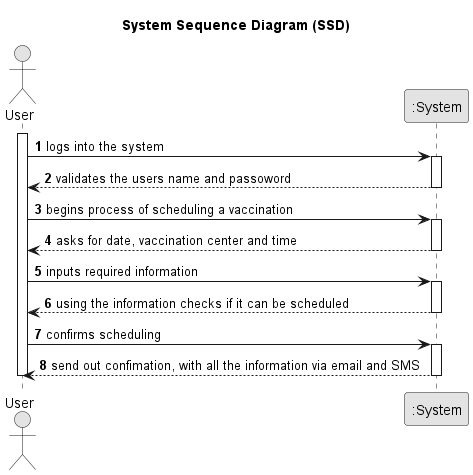 System Sequence Diagram (SSD)
User
:System
1 logs into the system
2 validates the users name and passoword
3 begins process of scheduling a vaccination
4 asks for date, vaccination center and time
5 inputs required information
6 using the information checks if it can be scheduled
7 confirms scheduling
8 send out confimation, with all the information via email and SMS
User
:System